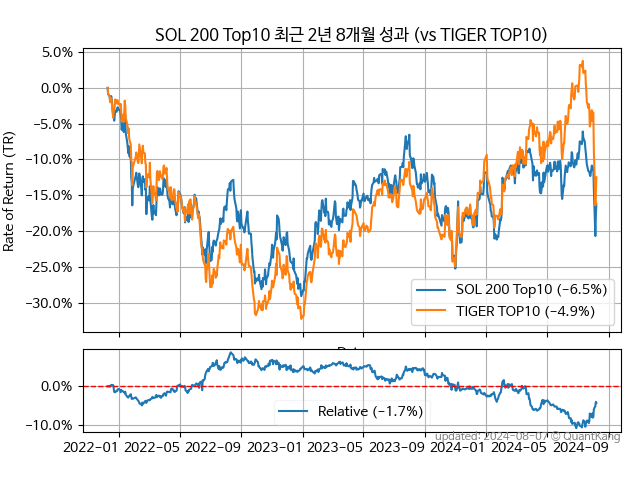 SOL 200 Top10 최근 2년 8개월 성과 (vs TIGER TOP10)
5.0%
0.0%
−5.0%
−10.0%
−15.0%
−20.0%
−25.0%
−30.0%
Rate of Return (TR)
SOL 200 Top10 (−6.5%)
TIGER TOP10 (−4.9%)
0.0%
−10.0%
Relative (−1.7%)
updated: 2024-08-07 © QuantKang
2022−01 2022−05 2022−09 2023−01 2023−05 2023−09 2024−01 2024−05 2024−09